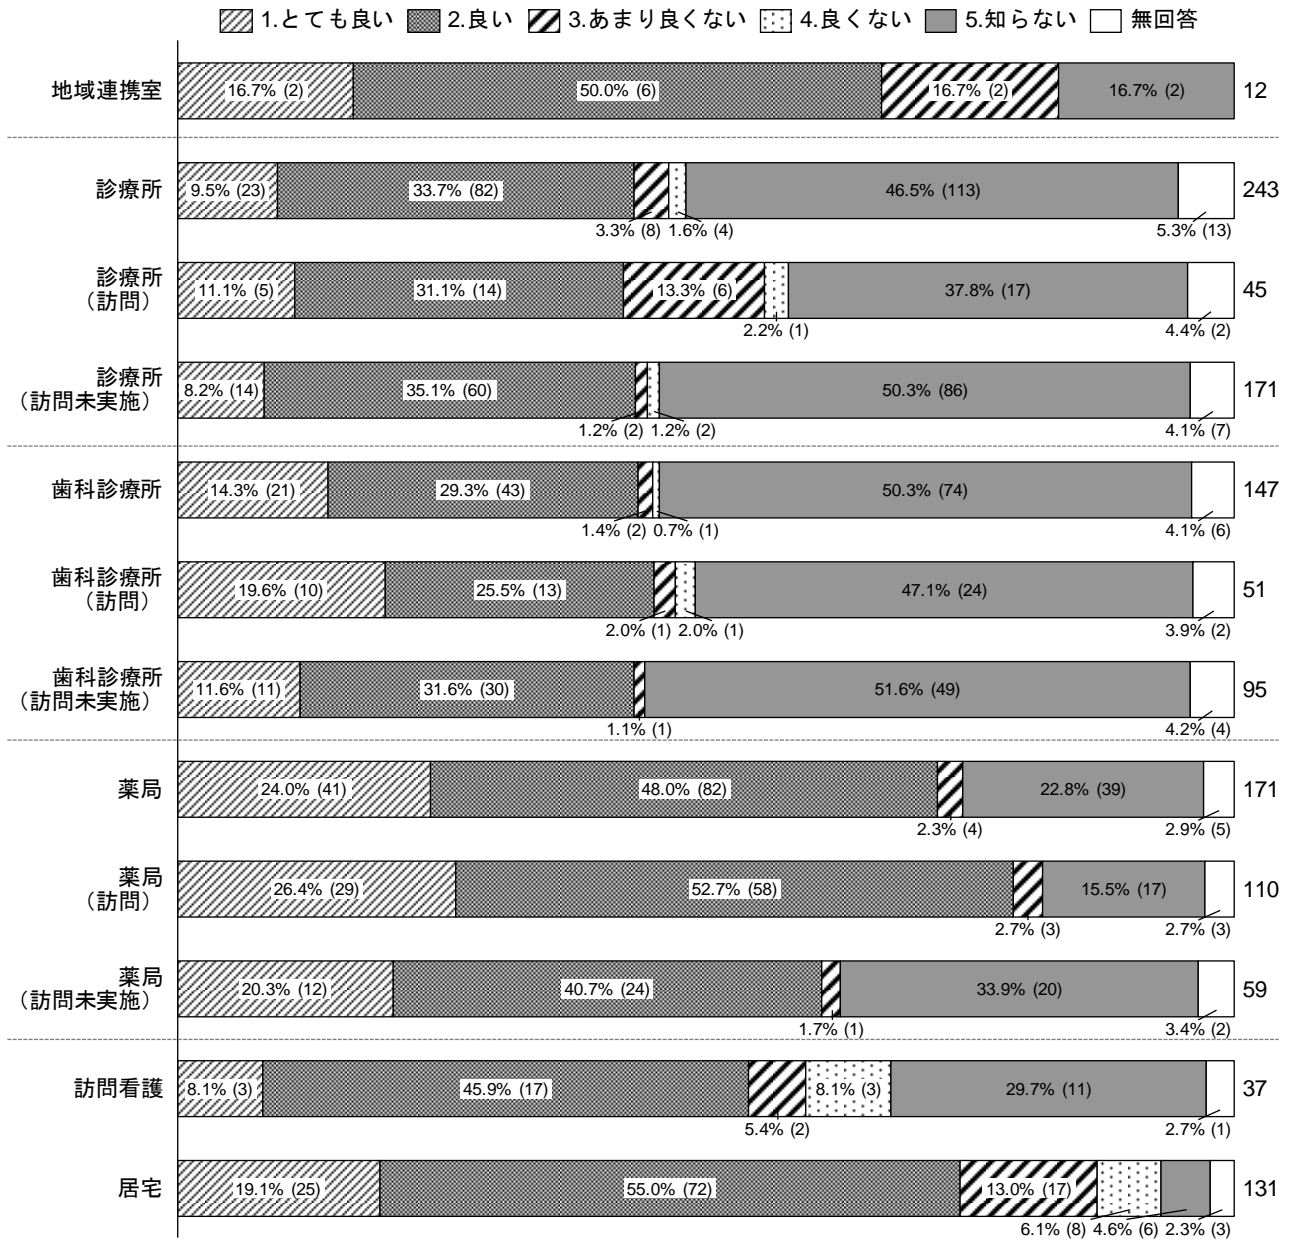 1.とても良い 2.良い 3.あまり良くない 4.良くない 5.知らない 無回答
地域連携室 16.7% (2) 50.0% (6) 16.7% (2) 16.7% (2) 12
診療所 9.5% (23) 33.7% (82) 46.5% (113) 243
3.3% (8) 1.6% (4) 5.3% (13)
診療所
（訪問） 11.1% (5) 31.1% (14) 13.3% (6) 37.8% (17) 45
2.2% (1) 4.4% (2)
診療所
（訪問未実施） 8.2% (14) 35.1% (60) 50.3% (86) 171
1.2% (2) 1.2% (2) 4.1% (7)
歯科診療所 14.3% (21) 29.3% (43) 50.3% (74) 147
1.4% (2) 0.7% (1) 4.1% (6)
歯科診療所
（訪問） 19.6% (10) 25.5% (13) 47.1% (24) 51
2.0% (1) 2.0% (1) 3.9% (2)
歯科診療所
（訪問未実施） 11.6% (11) 31.6% (30) 51.6% (49) 95
1.1% (1) 4.2% (4)
薬局 24.0% (41) 48.0% (82) 22.8% (39) 171
2.3% (4) 2.9% (5)
薬局
（訪問） 26.4% (29) 52.7% (58) 15.5% (17) 110
2.7% (3) 2.7% (3)
薬局
（訪問未実施） 20.3% (12) 40.7% (24) 33.9% (20) 59
1.7% (1) 3.4% (2)
訪問看護 8.1% (3) 45.9% (17) 8.1% (3) 29.7% (11) 37
5.4% (2) 2.7% (1)
居宅 19.1% (25) 55.0% (72) 13.0% (17) 131
6.1% (8) 4.6% (6) 2.3% (3)